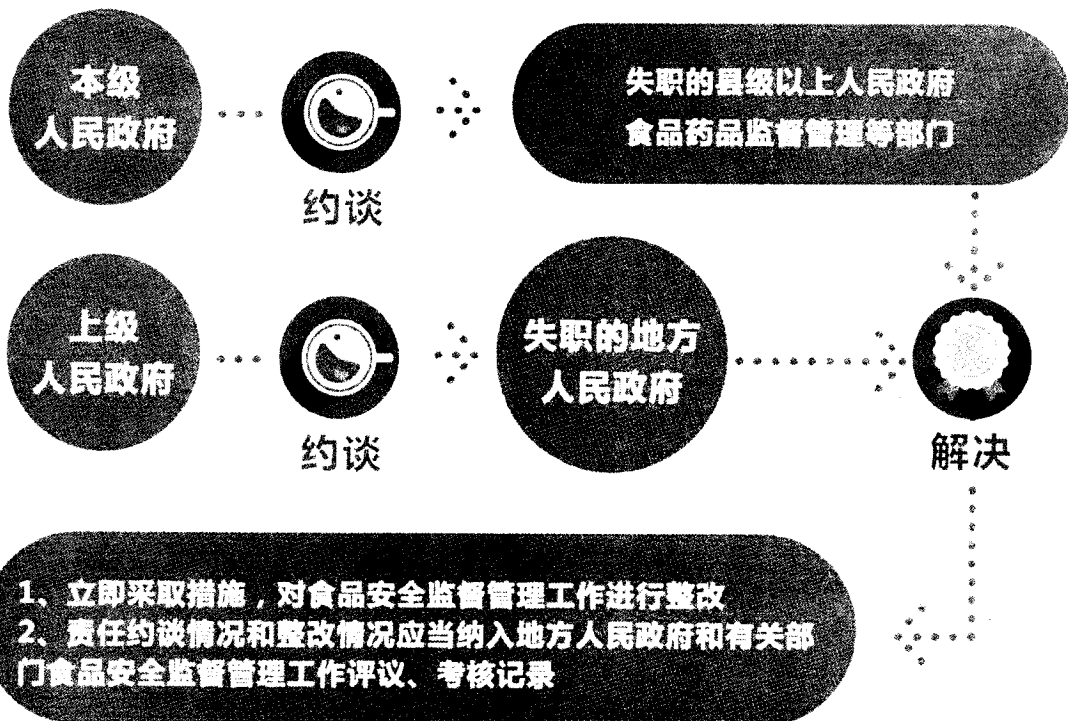 本级
人民政府
约谈
失职的县级以上人民政府
食品药品监督管理等部门
上级
人民政府
约谈
失职的地方
人民政府
解决
1、立即采取措施，对食品安全监督管理工作进行整改
2、责任约谈情况和整改情况应当纳入地方人民政府和有关部
门食品安全监督管理工作评议、考核记录